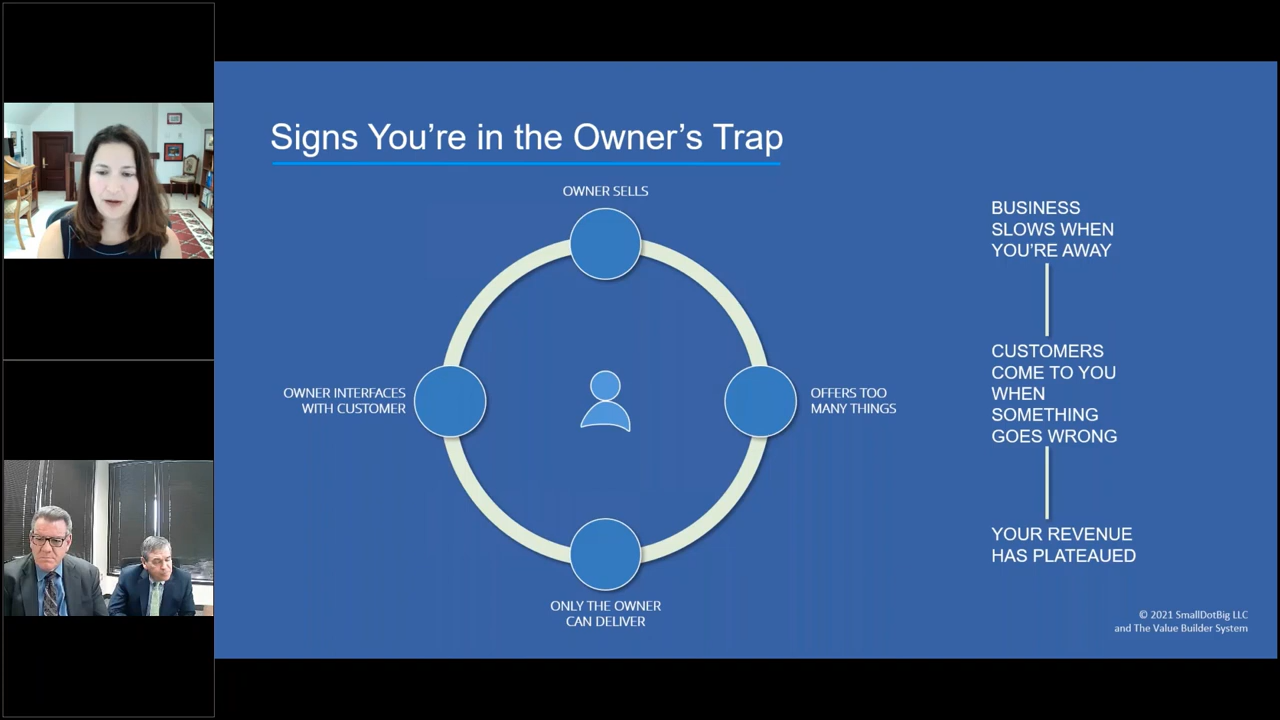 Signs You're in the Owner's Trap
OWNER SELLS
OWNER INTERFACES
WITH CUSTOMER
OFFERS TOO
MANY THINGS
ONLY THE OWNER
CAN DELIVER
BUSINESS
SLOWS WHEN
YOU'RE AWAY
CUSTOMERS
COME TO YOU
WHEN
SOMETHING
GOES WRONG
YOUR REVENUE
HAS PLATEAUED
© 2021 SmallDotBig LLC
and The Value Builder System